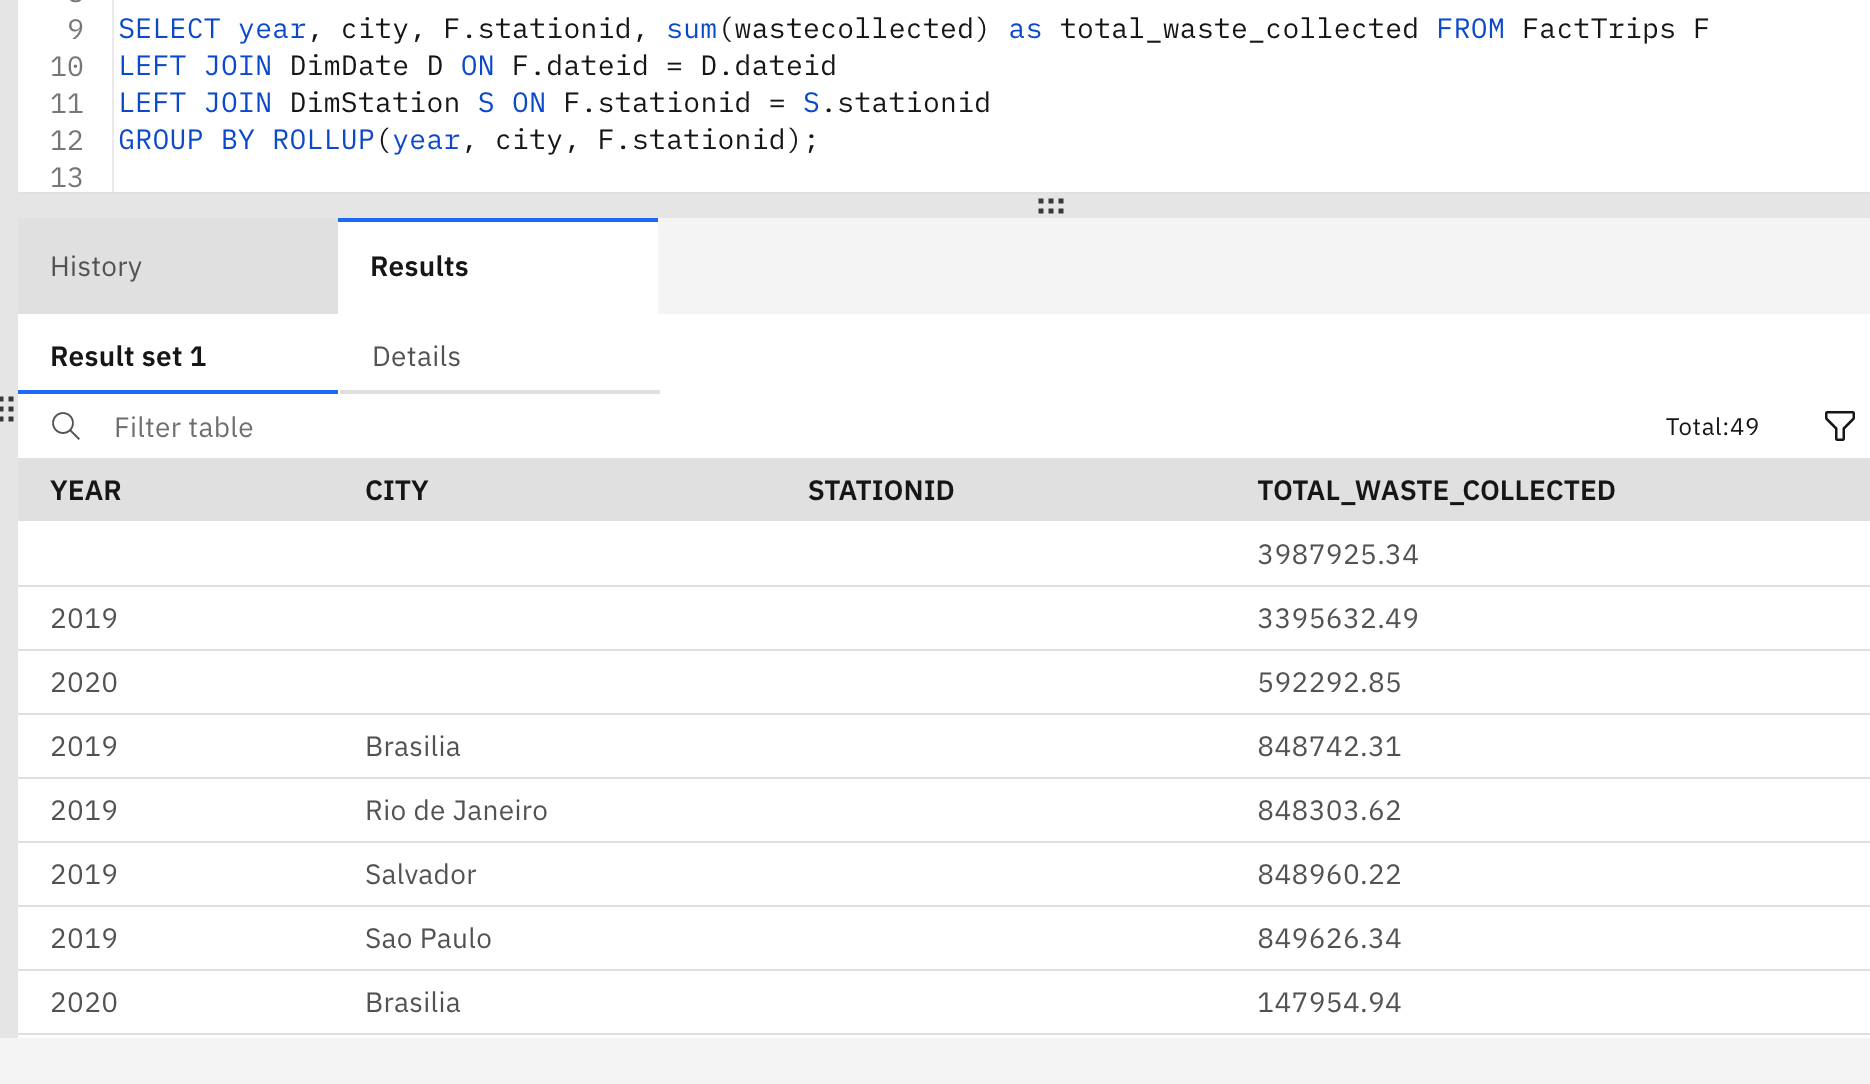 9 SELECT year, city, F.stationid, sum(wastecollected) as total_waste_collected FROM FactTrips F
10 LEFT JOIN DimDate D ON F.dateid = D.dateid
11 LEFT JOIN DimStation S ON F.stationid = S.stationid
12 GROUP BY ROLLUP(year, city, F.stationid);
13
History Results
Result set 1 Details
Filter table Total:49
YEAR CITY STATIONID TOTAL_WASTE_COLLECTED
3987925.34
2019 3395632.49
2020 592292.85
2019 Brasilia 848742.31
2019 Rio de Janeiro 848303.62
2019 Salvador 848960.22
2019 Sao Paulo 849626.34
2020 Brasilia 147954.94